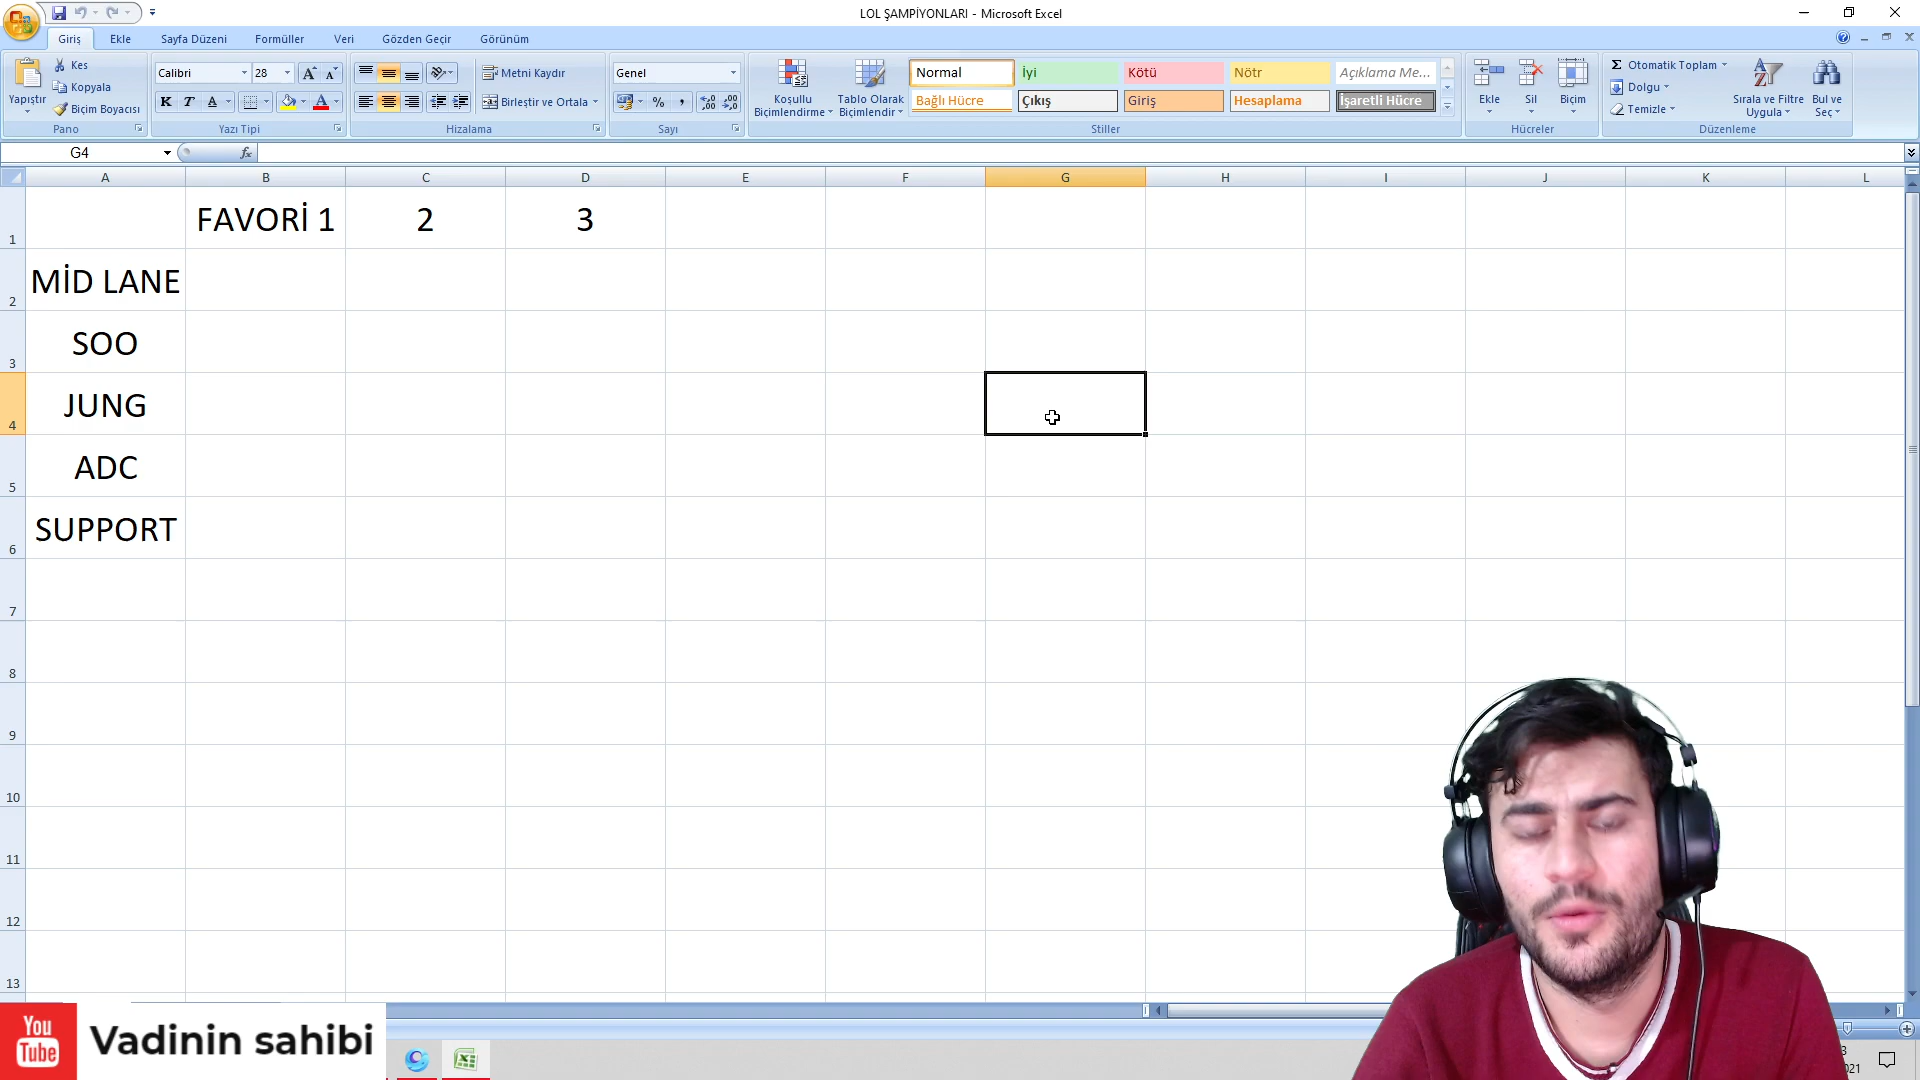 LOL ŞAMPİYONLARI - Microsoft Excel
Giriş Ekle Sayfa Düzeni Formüller Veri Gözden Geçir Görünüm
Yapıştır
Kes
Kopyala
Biçim Boyacısı
Pano
Calibri 28
K T A
Yazı Tipi
Metni Kaydır
Birleştir ve Ortala
Hizalama
Genel
%
Sayı
Koşullu Biçimlendirme
Tablo Olarak Biçimlendir
Normal İyi Kötü Nötr Açıklama Me...
Bağlı Hücre Çıkış Giriş Hesaplama İşaretli Hücre
Stiller
Ekle Sil Biçim
Hücreler
Σ Otomatik Toplam
Dolgu
Temizle
Sırala ve Filtre Uygula
Bul ve Seç
Düzenleme
G4
fx
A B C D E F G H I J K L
1 FAVORİ 1 2 3
2 MİD LANE
3 SOO
4 JUNG
5 ADC
6 SUPPORT
7
8
9
10
11
12
13
You Tube
Vadinin sahibi
3
021